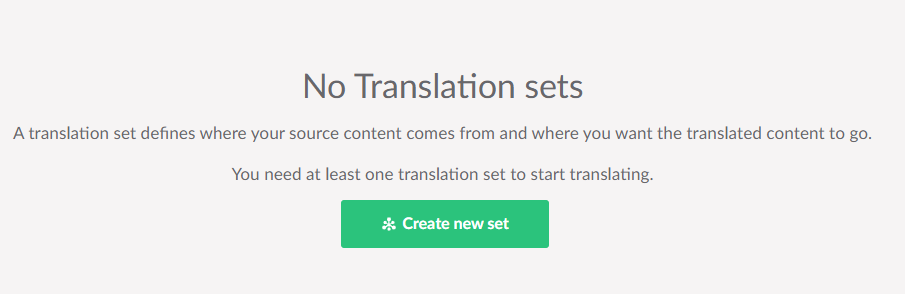 No Translation sets
A translation set defines where your source content comes from and where you want the translated content to go.
You need at least one translation set to start translating.
Create new set